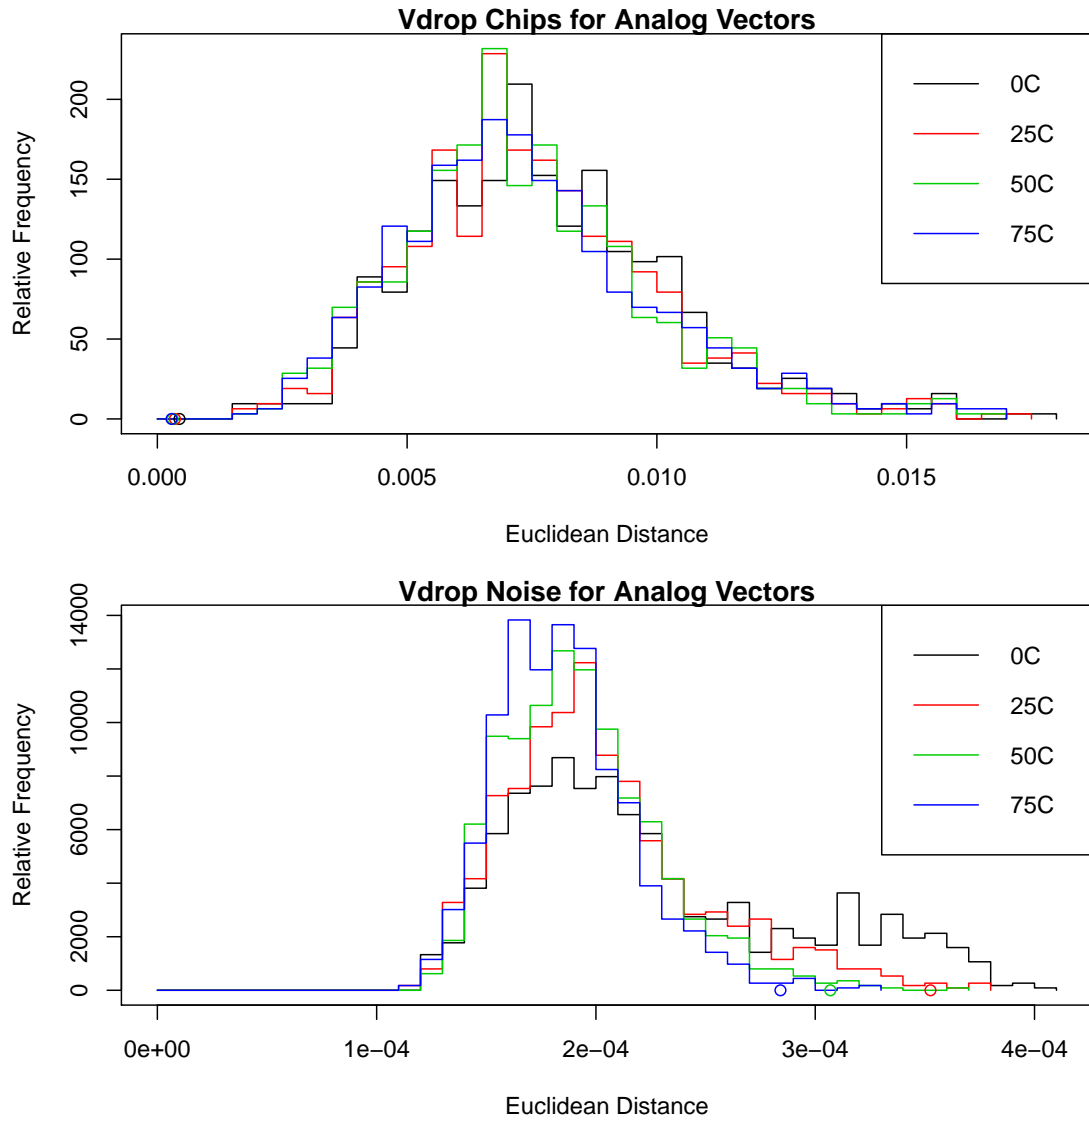 Vdrop Chips for Analog Vectors
Relative Frequency
0
50
100
150
200
0.000
0.005
0.010
0.015
Euclidean Distance
0C
25C
50C
75C
Vdrop Noise for Analog Vectors
Relative Frequency
0
2000
6000
10000
14000
0e+00
1e−04
2e−04
3e−04
4e−04
Euclidean Distance
0C
25C
50C
75C